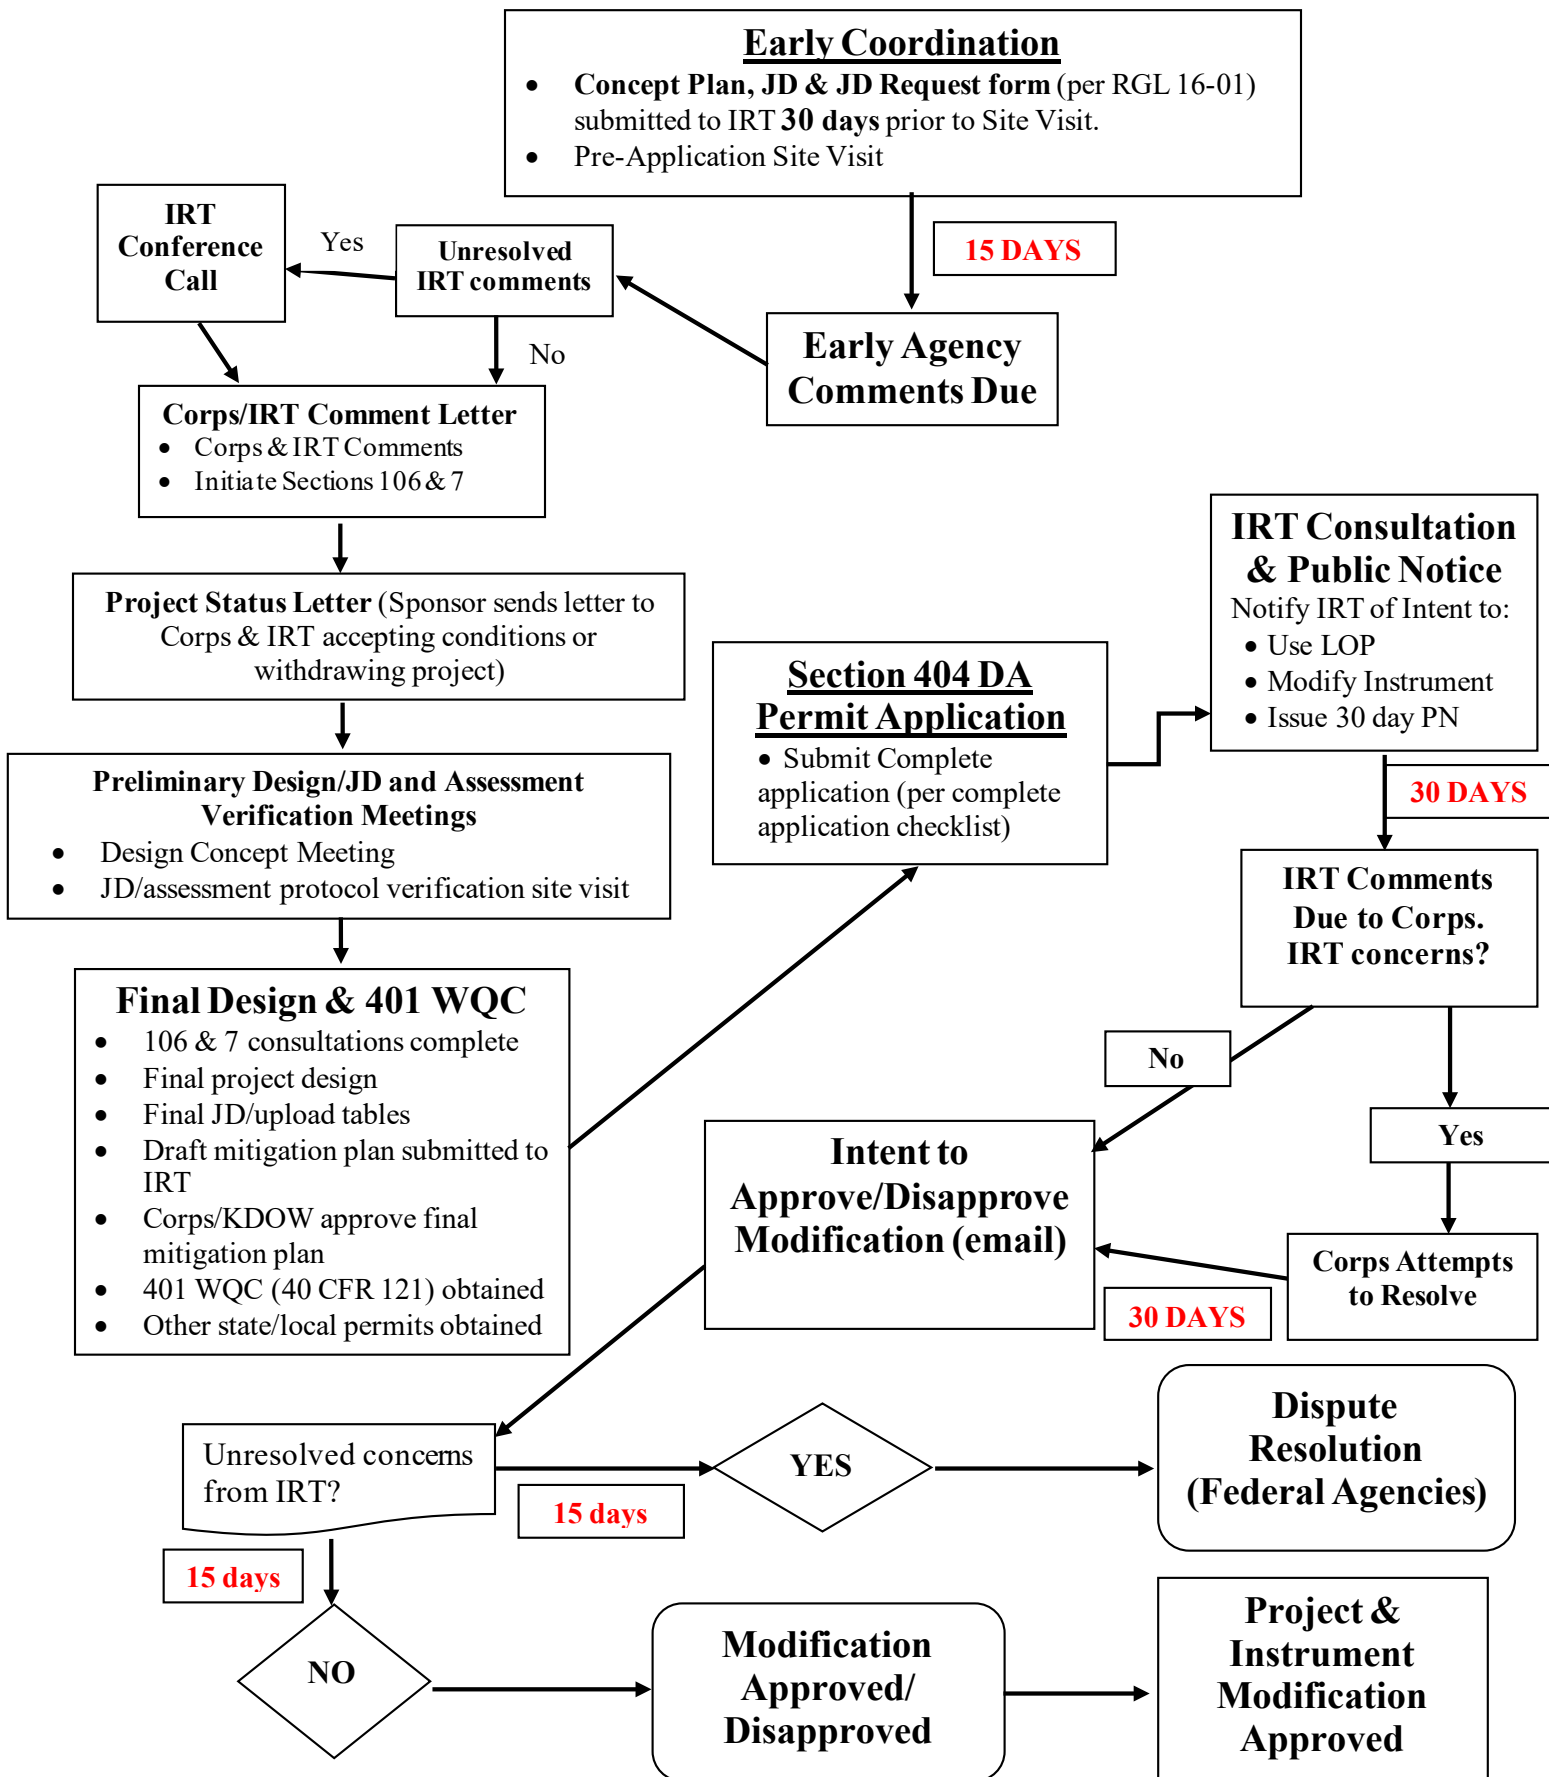 Early Coordination
• Concept Plan, JD & JD Request form (per RGL 16-01)
submitted to IRT 30 days prior to Site Visit.
• Pre-Application Site Visit
15 DAYS
Early Agency
Comments Due
Unresolved
IRT comments
Yes
IRT
Conference
Call
No
Corps/IRT Comment Letter
• Corps & IRT Comments
• Initiate Sections 106 & 7
Project Status Letter (Sponsor sends letter to
Corps & IRT accepting conditions or
withdrawing project)
Preliminary Design/JD and Assessment
Verification Meetings
• Design Concept Meeting
• JD/assessment protocol verification site visit
Final Design & 401 WQC
• 106 & 7 consultations complete
• Final project design
• Final JD/upload tables
• Draft mitigation plan submitted to
IRT
• Corps/KDOW approve final
mitigation plan
• 401 WQC (40 CFR 121) obtained
• Other state/local permits obtained
Section 404 DA
Permit Application
• Submit Complete
application (per complete
application checklist)
IRT Consultation
& Public Notice
Notify IRT of Intent to:
• Use LOP
• Modify Instrument
• Issue 30 day PN
30 DAYS
IRT Comments
Due to Corps.
IRT concerns?
No
Yes
Corps Attempts
to Resolve
30 DAYS
Intent to
Approve/Disapprove
Modification (email)
Unresolved concerns
from IRT?
15 days
YES
Dispute
Resolution
(Federal Agencies)
15 days
NO
Modification
Approved/
Disapproved
Project &
Instrument
Modification
Approved